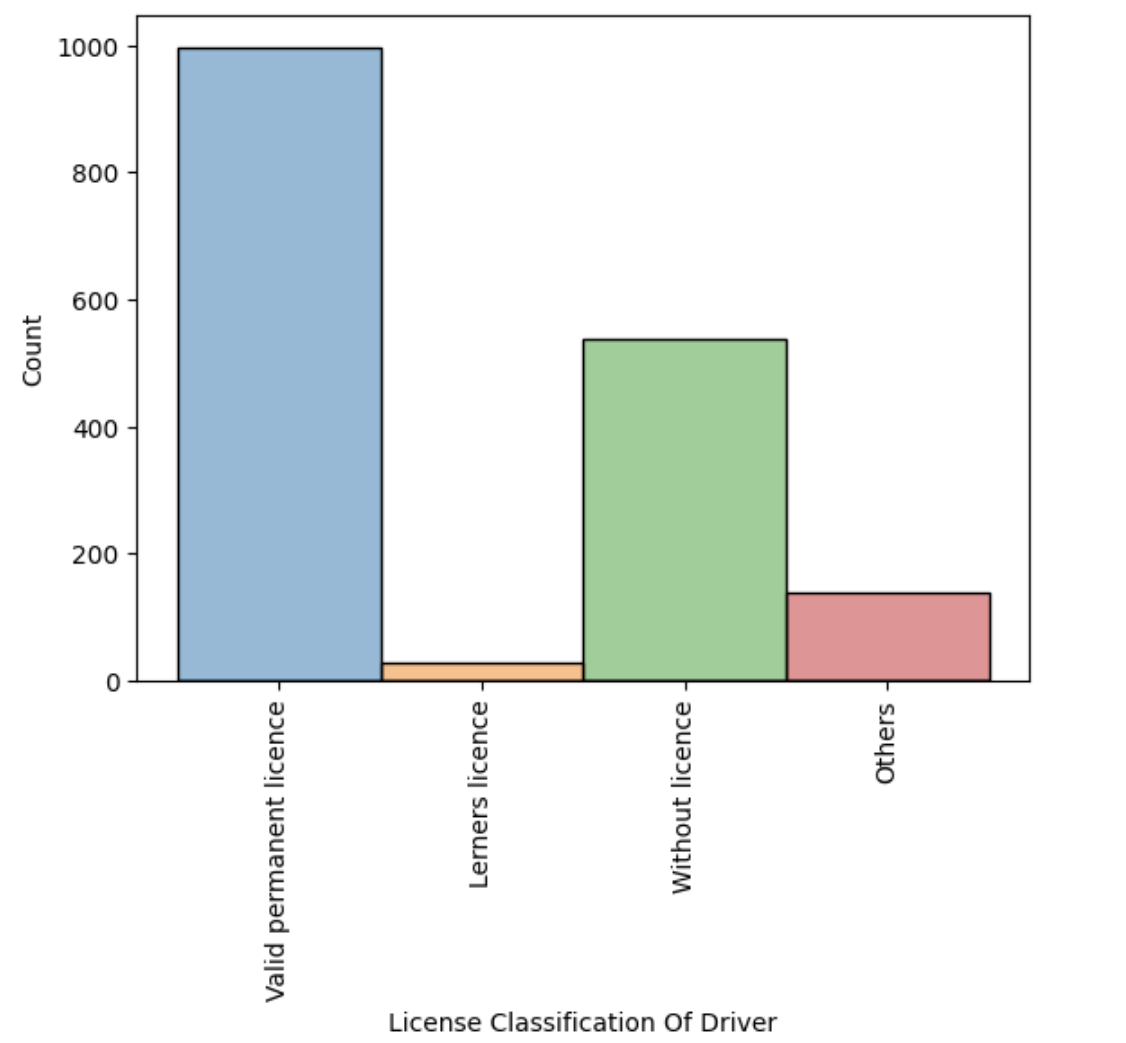 1000
800
600
400
200
0
Count
Valid permanent licence
Lerners licence
Without licence
Others
License Classification Of Driver